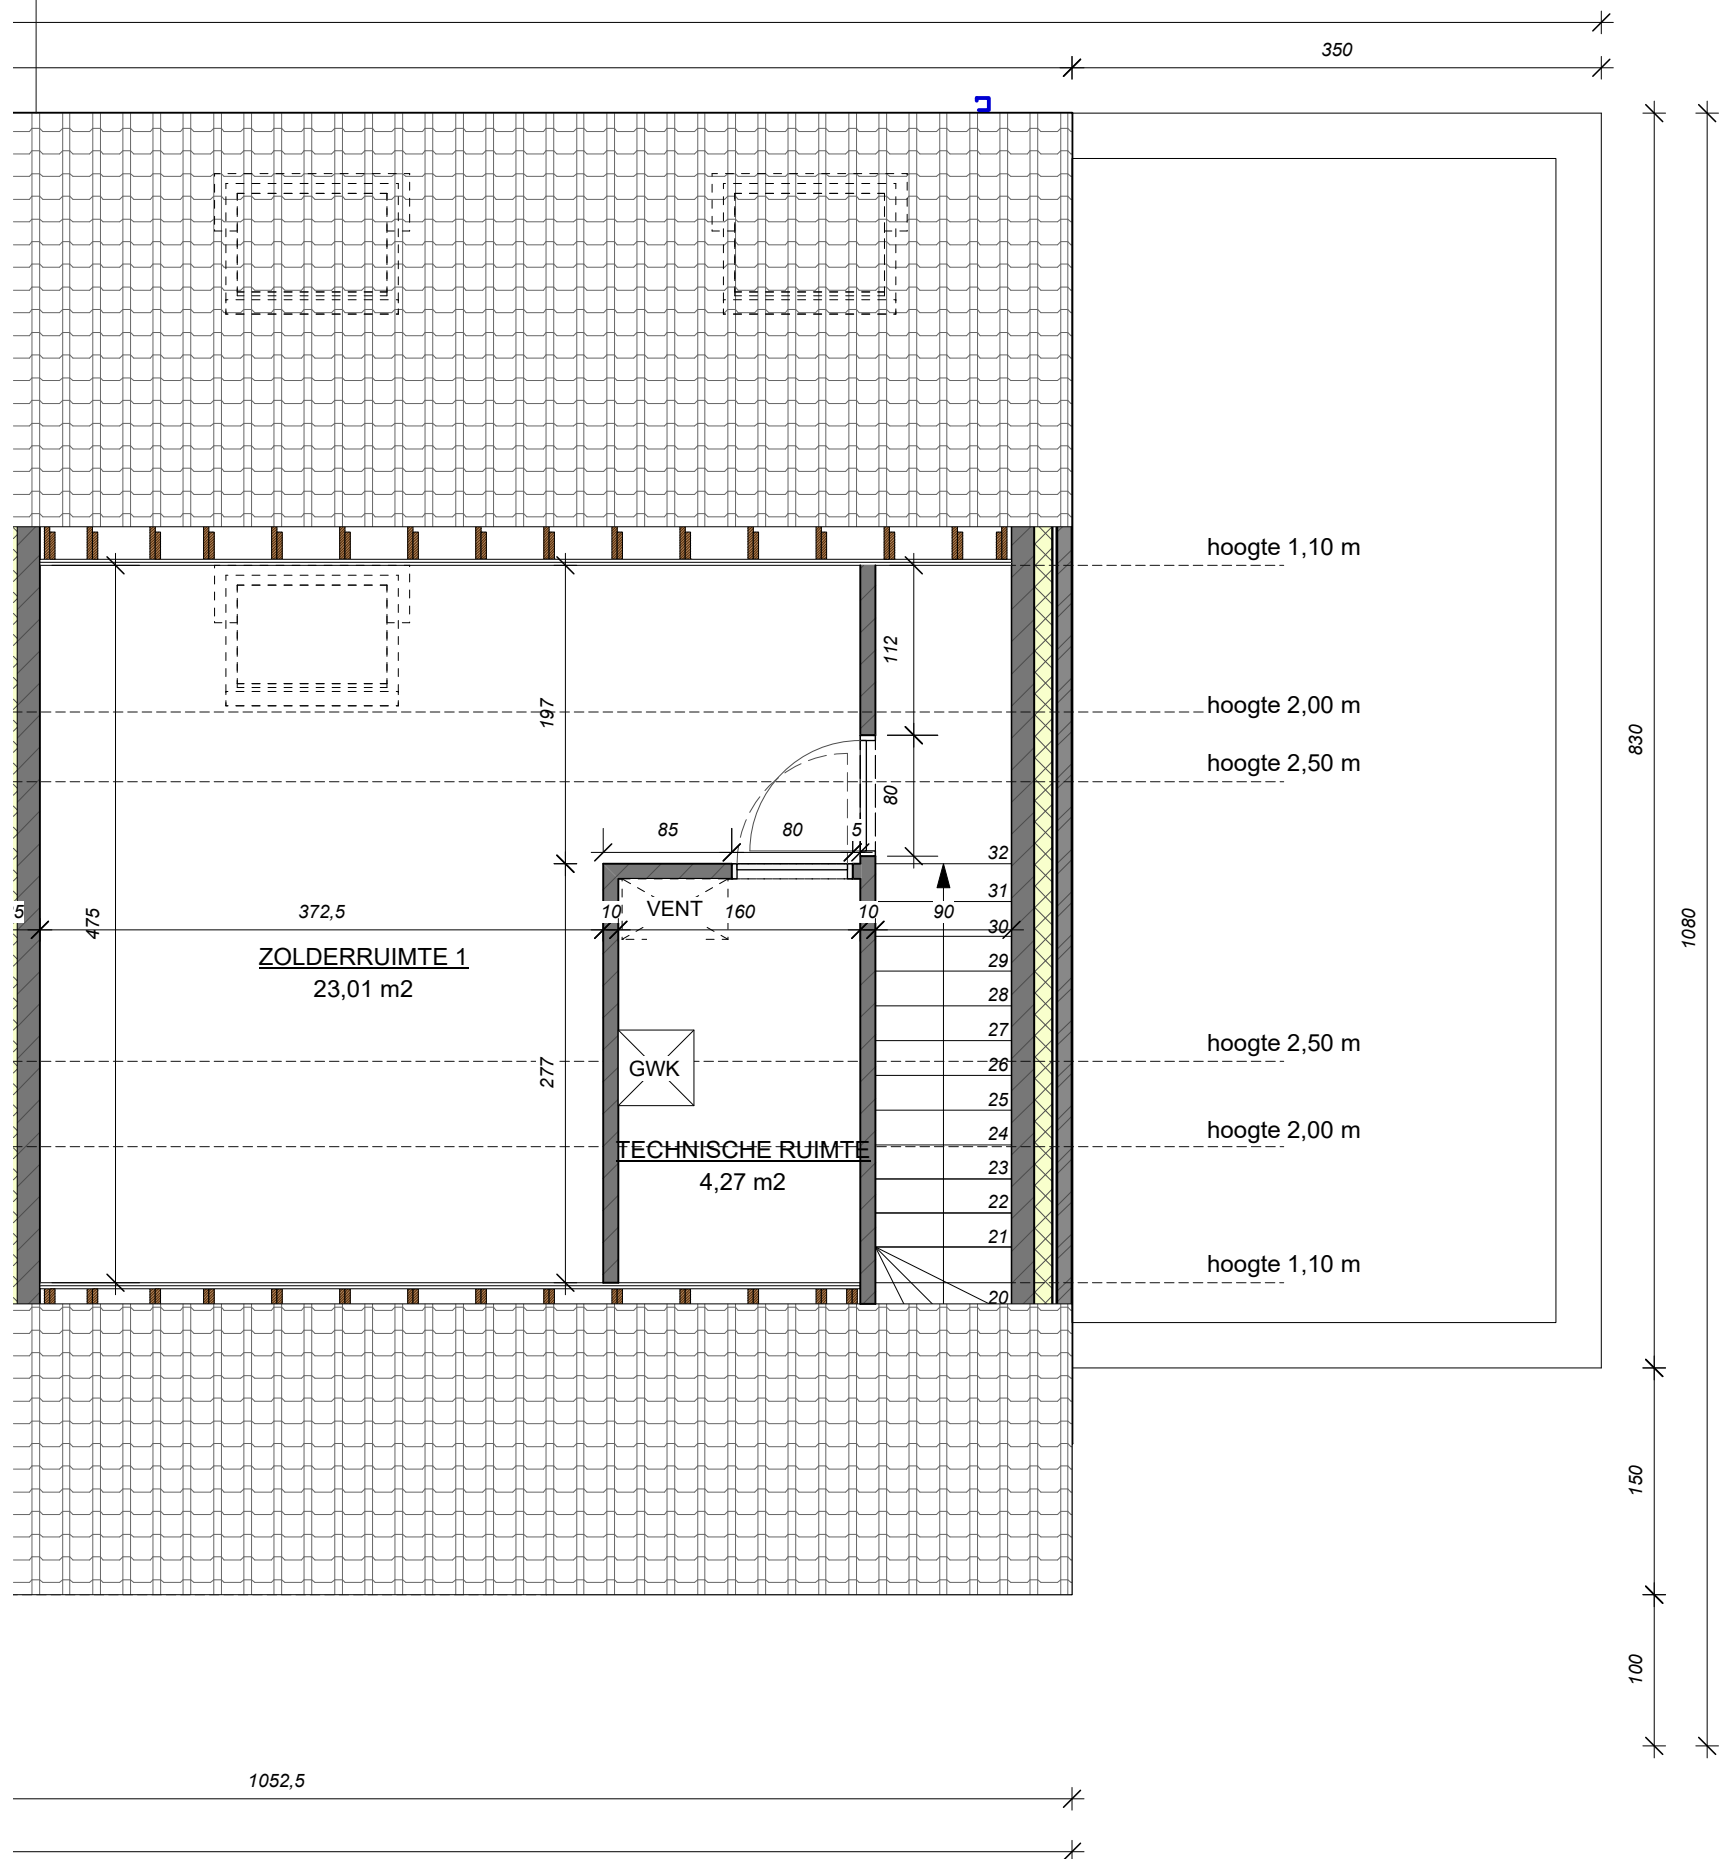 350
hoogte 1,10 m
112
hoogte 2,00 m
197
830
hoogte 2,50 m
80
85
80
5
32
31
5
475
372,5
10
VENT
160
10
90
30
1080
ZOLDERRUIMTE 1
23,01 m2
29
28
27
hoogte 2,50 m
277
GWK
26
25
24
hoogte 2,00 m
TECHNISCHE RUIMTE
4,27 m2
23
22
21
hoogte 1,10 m
20
150
100
1052,5